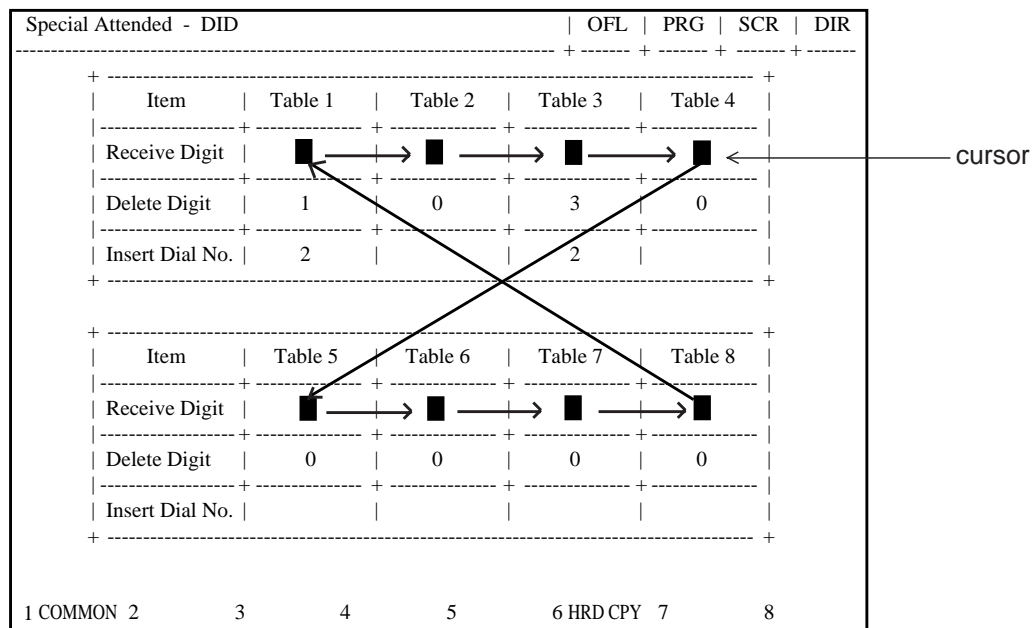 Special Attended - DID | OFL | PRG | SCR | DIR
Item | Table 1 | Table 2 | Table 3 | Table 4 |
Receive Digit
cursor
Delete Digit | 1 | 0 | 3 | 0 |
Insert Dial No. | 2 | | 2 | |
Item | Table 5 | Table 6 | Table 7 | Table 8 |
Receive Digit
Delete Digit | 0 | 0 | 0 | 0 |
Insert Dial No. | | | | |
1 COMMON 2 3 4 5 6 HRD CPY 7 8